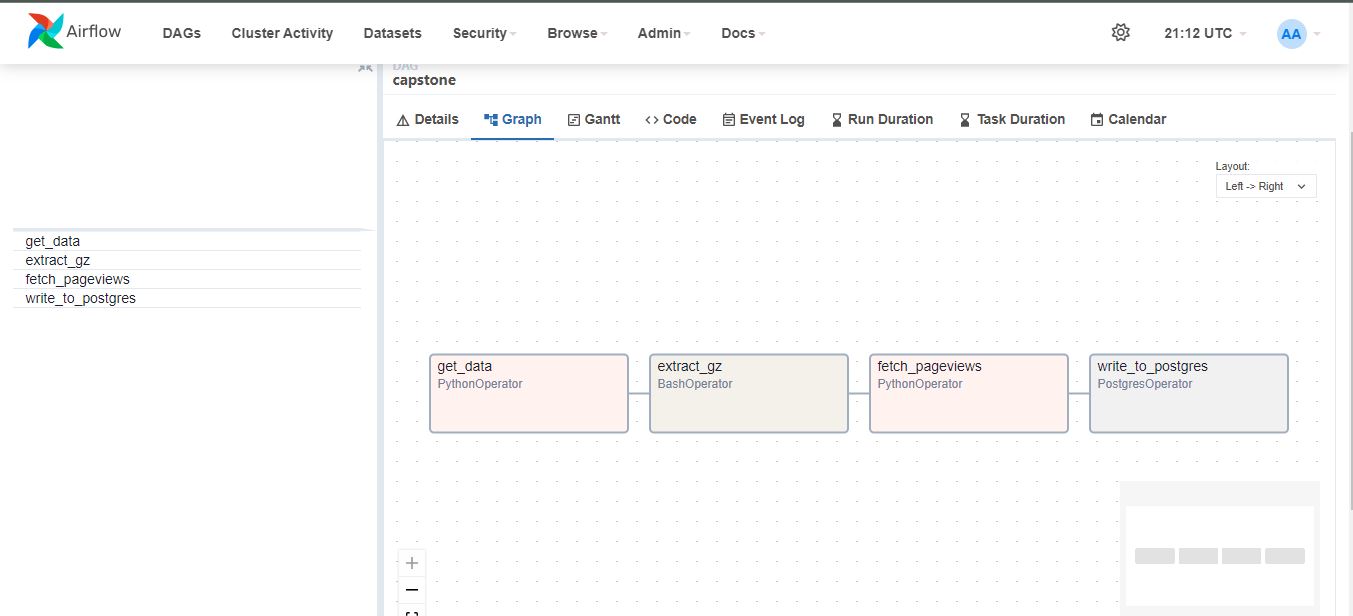 Airflow DAGs Cluster Activity Datasets Security Browse Admin Docs 21:12 UTC AA
DAG
capstone
Details Graph Gantt Code Event Log Run Duration Task Duration Calendar
Layout:
Left -> Right
get_data
extract_gz
fetch_pageviews
write_to_postgres
get_data
PythonOperator
extract_gz
BashOperator
fetch_pageviews
PythonOperator
write_to_postgres
PostgresOperator